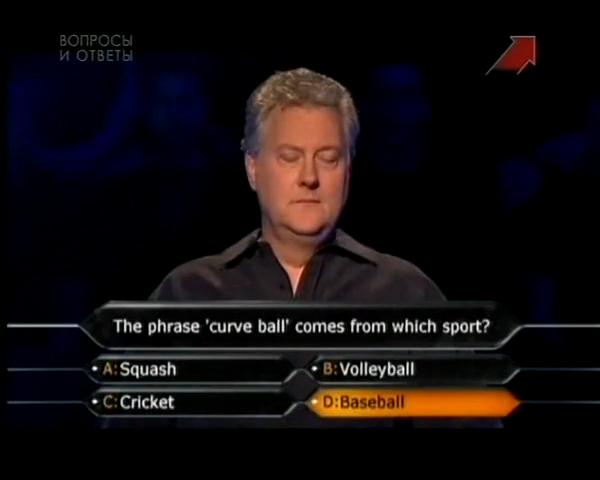 ВОПРОСЫ
И ОТВЕТЫ
The phrase 'curve ball' comes from which sport?
A: Squash
B: Volleyball
C: Cricket
D: Baseball